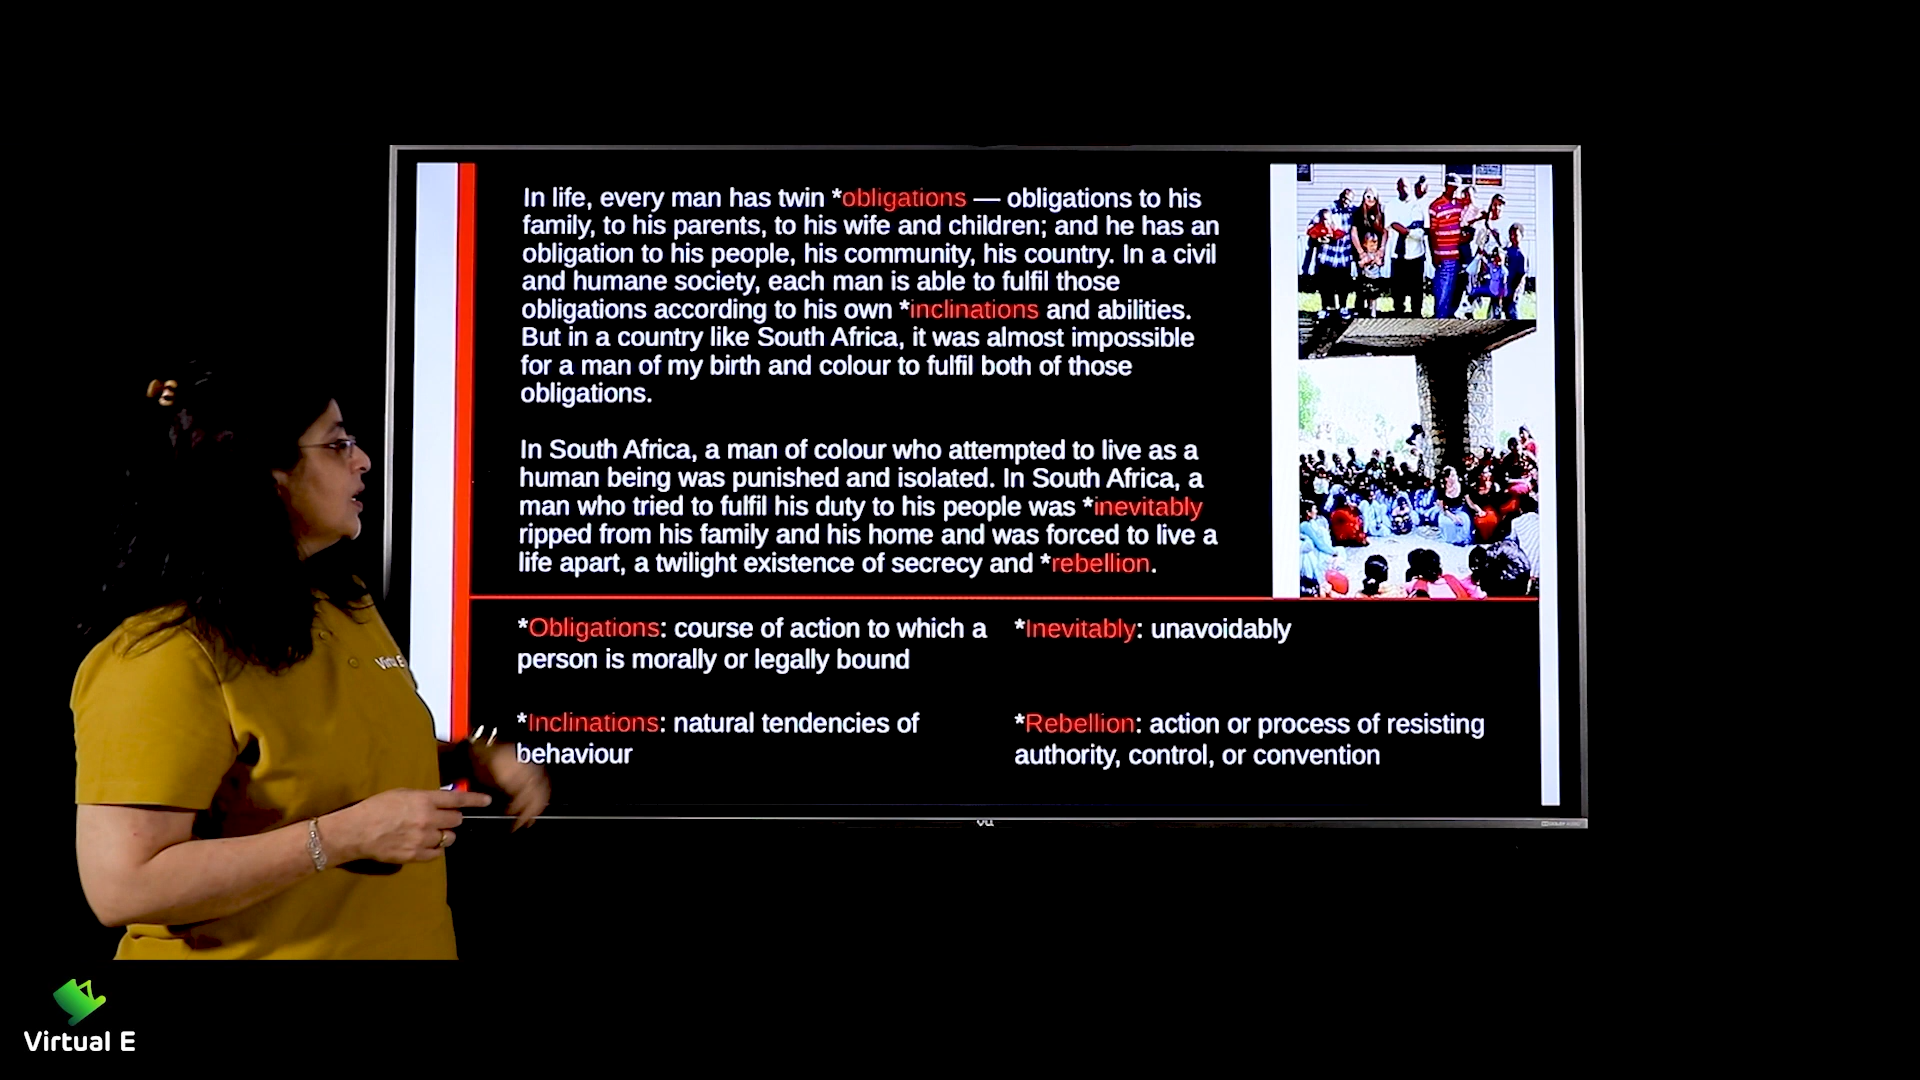 In life, every man has twin *obligations — obligations to his
family, to his parents, to his wife and children; and he has an
obligation to his people, his community, his country. In a civil
and humane society, each man is able to fulfil those
obligations according to his own *inclinations and abilities.
But in a country like South Africa, it was almost impossible
for a man of my birth and colour to fulfil both of those
obligations.
In South Africa, a man of colour who attempted to live as a
human being was punished and isolated. In South Africa, a
man who tried to fulfil his duty to his people was *inevitably
ripped from his family and his home and was forced to live a
life apart, a twilight existence of secrecy and *rebellion.
*Obligations: course of action to which a
person is morally or legally bound
*Inevitably: unavoidably
*Inclinations: natural tendencies of
behaviour
*Rebellion: action or process of resisting
authority, control, or convention
Virtual E